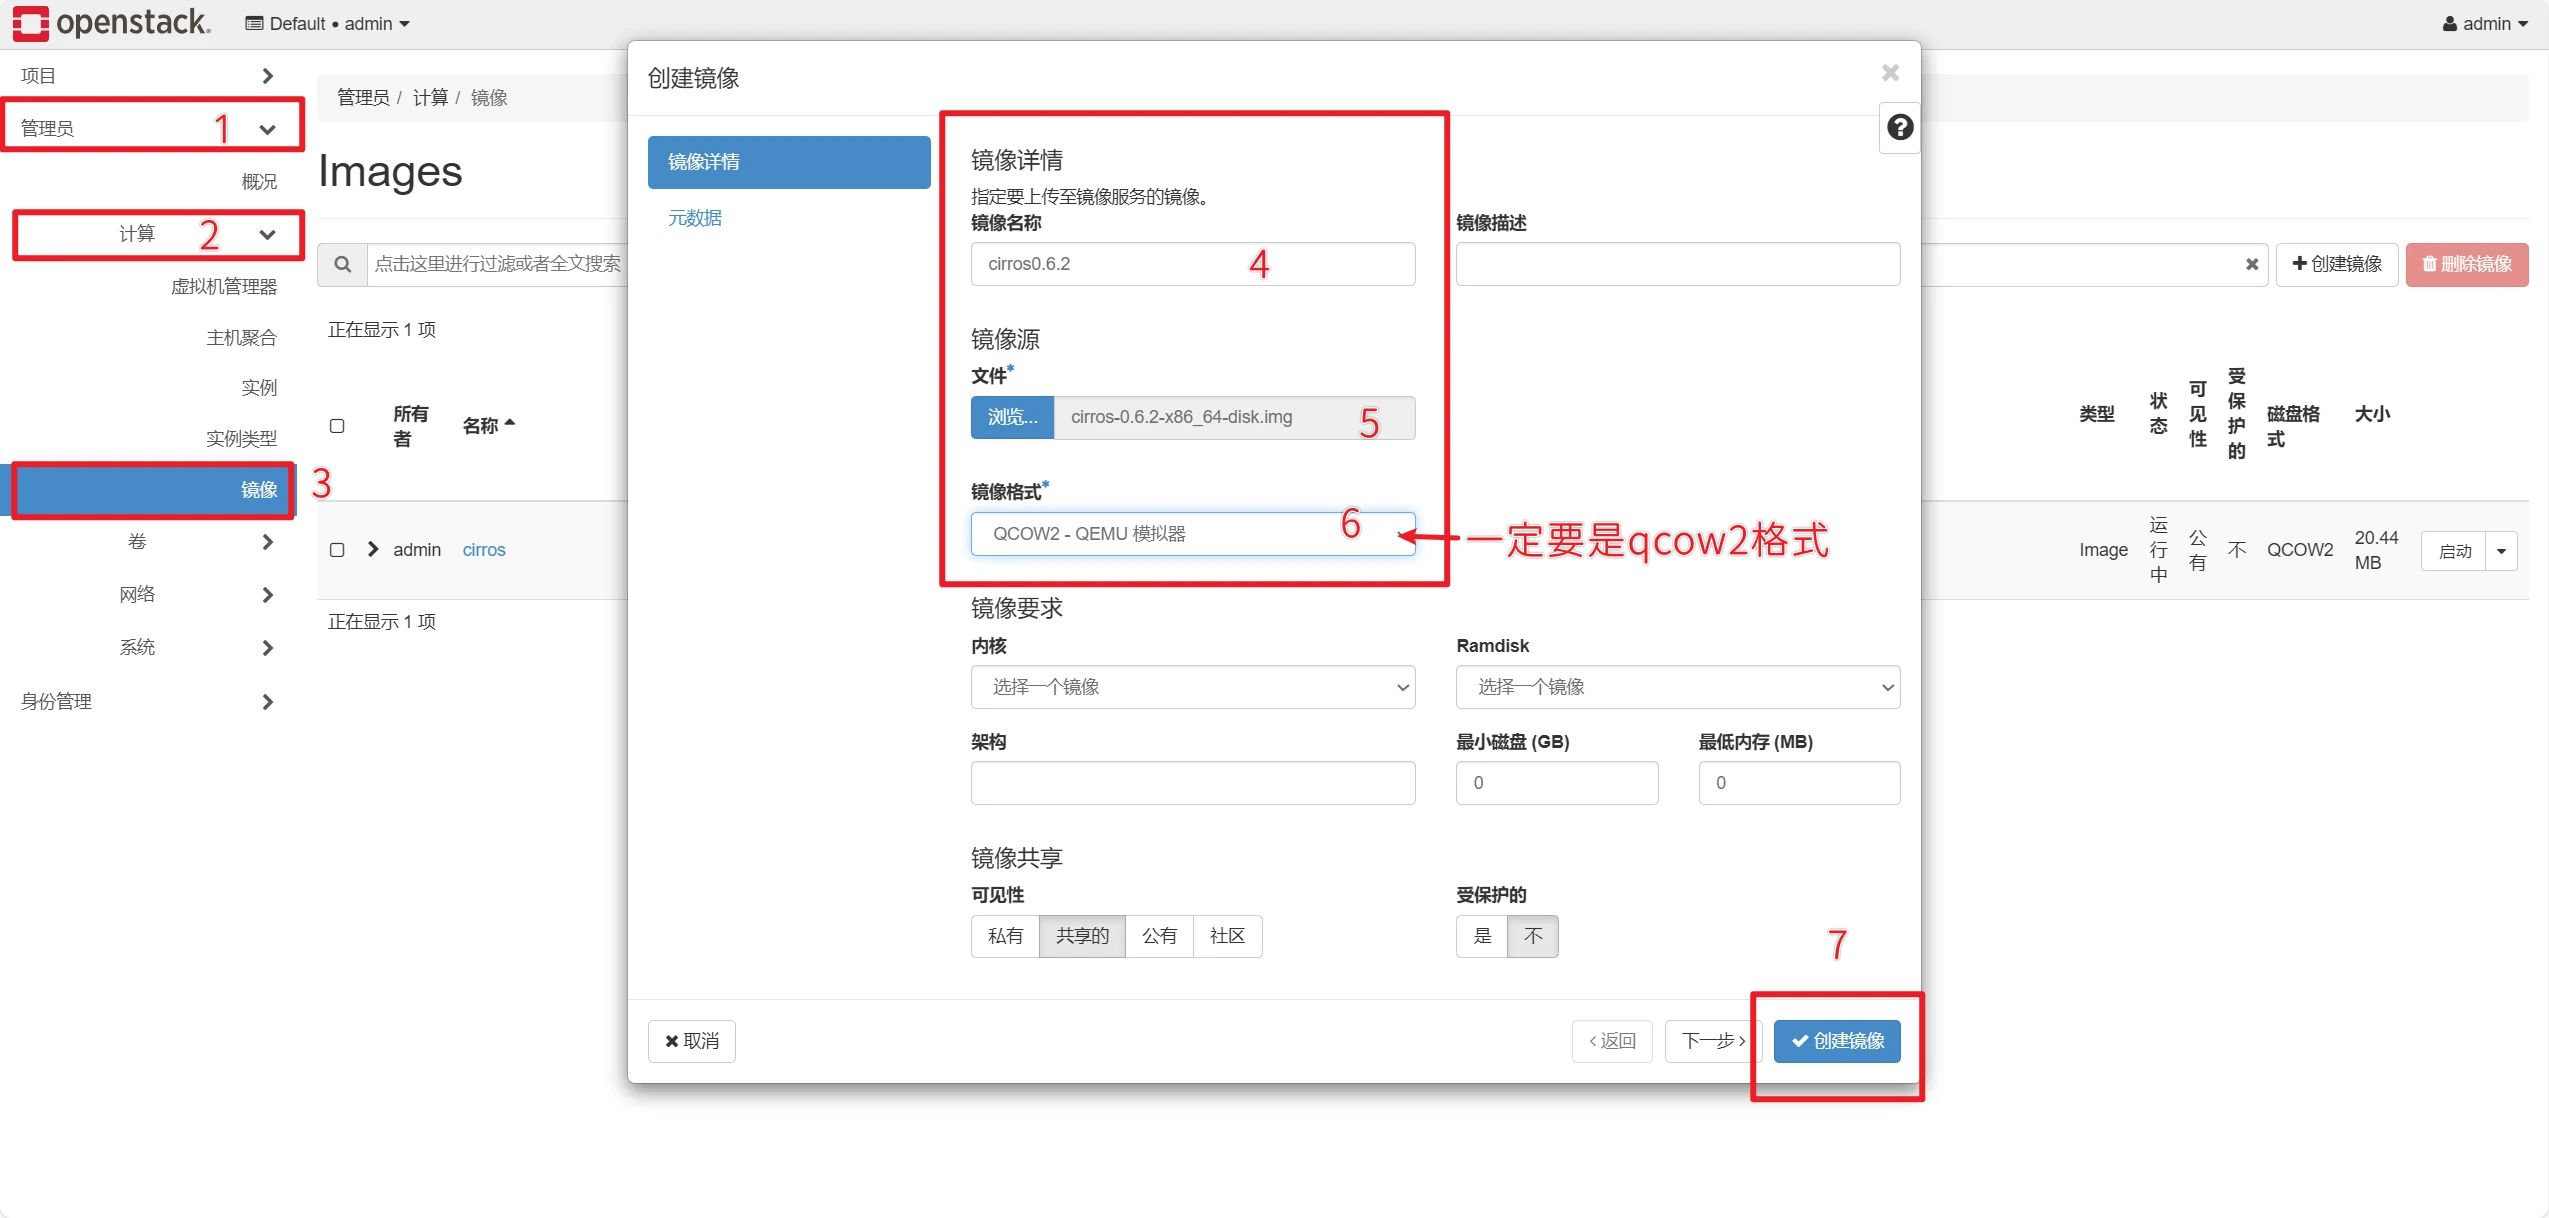 openstack.
Default • admin
admin
项目
管理员 1
概况
计算 2
虚拟机管理器
主机聚合
实例
实例类型
镜像 3
卷
网络
系统
身份管理
管理员 / 计算 / 镜像
Images
点击这里进行过滤或者全文搜索
创建镜像
删除镜像
正在显示 1 项
所有者
名称
类型
状态
可见性
受保护的
磁盘格式
大小
admin
cirros
Image
运行中
公有
不
QCOW2
20.44 MB
启动
正在显示 1 项
创建镜像
镜像详情
元数据
镜像详情
指定要上传至镜像服务的镜像。
镜像名称
镜像描述
cirros0.6.2 4
镜像源
文件*
浏览... cirros-0.6.2-x86_64-disk.img 5
镜像格式*
QCOW2 - QEMU 模拟器 6
一定要是qcow2格式
镜像要求
内核
Ramdisk
选择一个镜像
选择一个镜像
架构
最小磁盘 (GB)
最低内存 (MB)
0
0
镜像共享
可见性
受保护的
私有 共享的 公有 社区
是 不
7
取消
返回
下一步
创建镜像